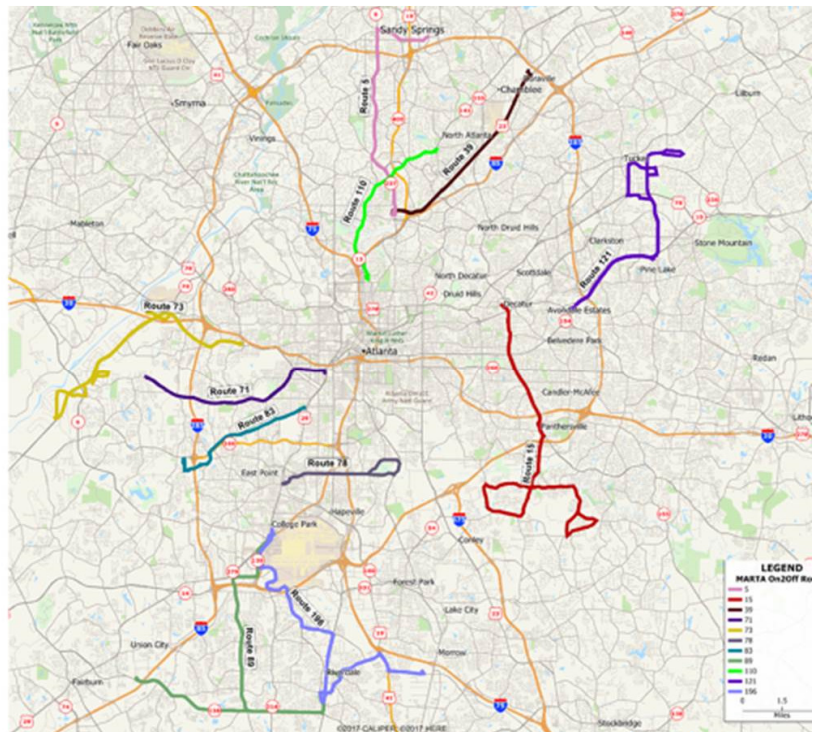 Sandy Springs
Fair Oaks
Doraville
Chamblee
Smyrna
Lilburn
Route 5
North Atlanta
Route 39
Vinings
Tucker
Route 110
Mableton
North Druid Hills
Clarkston
Stone Mountain
Route 121
Pine Lake
North Decatur
Scottdale
Druid Hills
Decatur
Avondale Estates
Route 73
Belvedere Park
Atlanta
Redan
Route 71
Candler-McAfee
Route 83
Panthersville
East Point
Route 78
Route 15
Hapeville
College Park
Conley
Forest Park
Route 196
Lake City
Route 89
Union City
Riverdale
Morrow
Fairburn
Stockbridge
LEGEND
MARTA On2Off Ro
5
15
39
71
73
78
83
89
110
121
196
0 1.5
Miles
©2017 CALIPER; ©2017 HERE